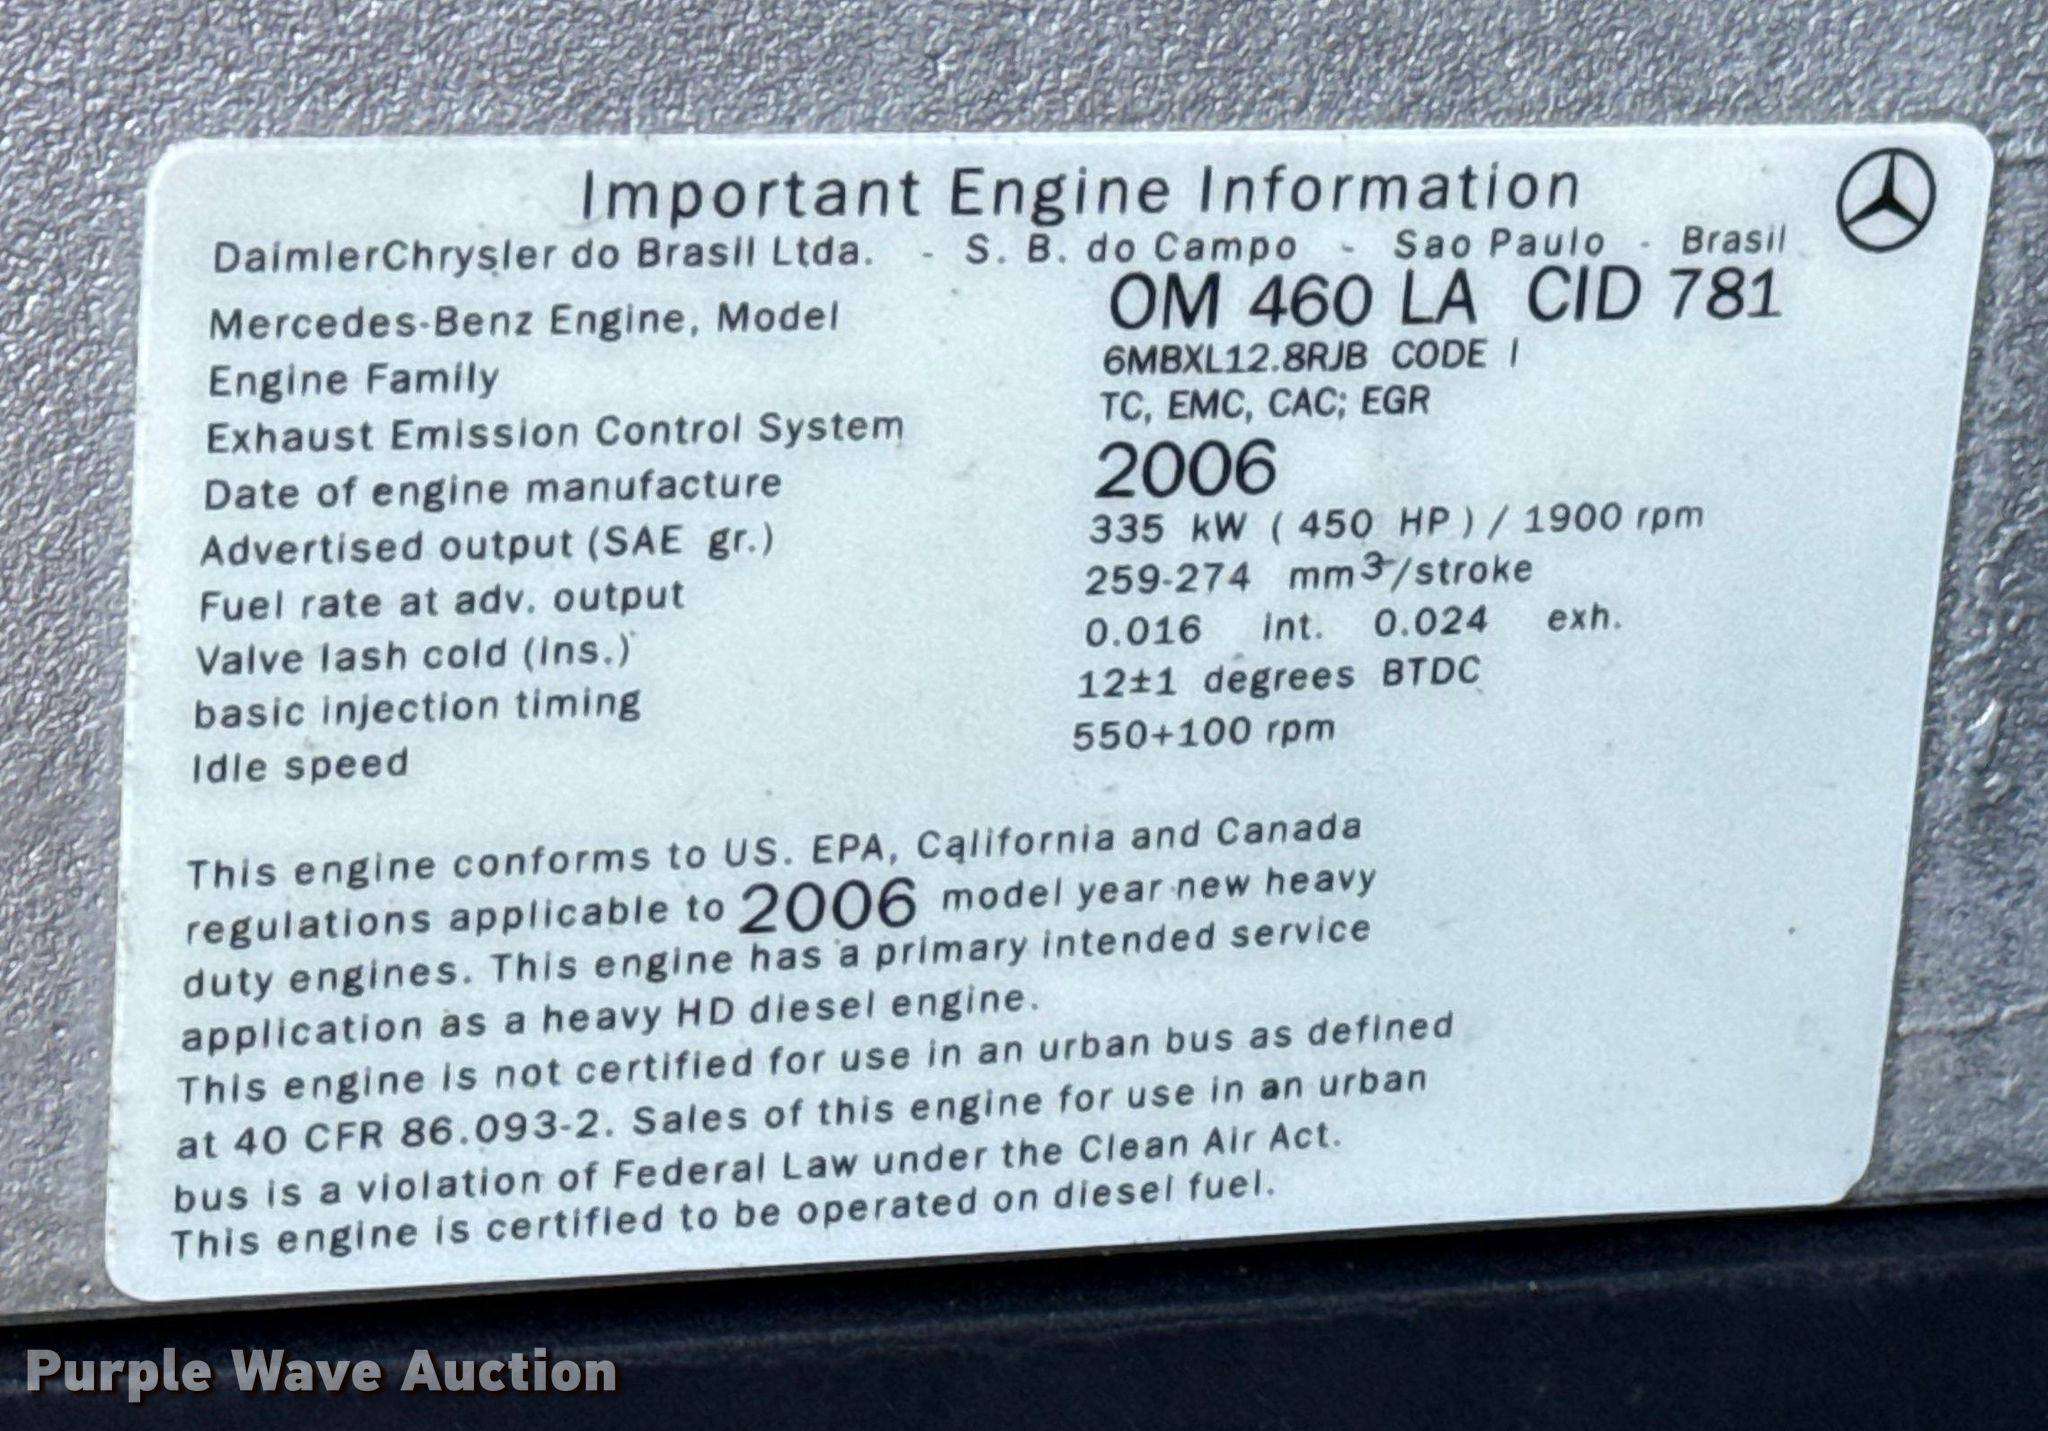 Important Engine Information
DaimlerChrysler do Brasil Ltda. - S. B. do Campo - Sao Paulo - Brasil
Mercedes-Benz Engine, Model OM 460 LA CID 781
Engine Family 6MBXL12.8RJB CODE I
Exhaust Emission Control System TC, EMC, CAC; EGR
Date of engine manufacture 2006
Advertised output (SAE gr.) 335 kW ( 450 HP ) / 1900 rpm
Fuel rate at adv. output 259-274 mm3/stroke
Valve lash cold (ins.) 0.016 int. 0.024 exh.
basic injection timing 12±1 degrees BTDC
Idle speed 550+100 rpm
This engine conforms to US. EPA, California and Canada
regulations applicable to 2006 model year new heavy
duty engines. This engine has a primary intended service
application as a heavy HD diesel engine.
This engine is not certified for use in an urban bus as defined
at 40 CFR 86.093-2. Sales of this engine for use in an urban
bus is a violation of Federal Law under the Clean Air Act.
This engine is certified to be operated on diesel fuel.
Purple Wave Auction